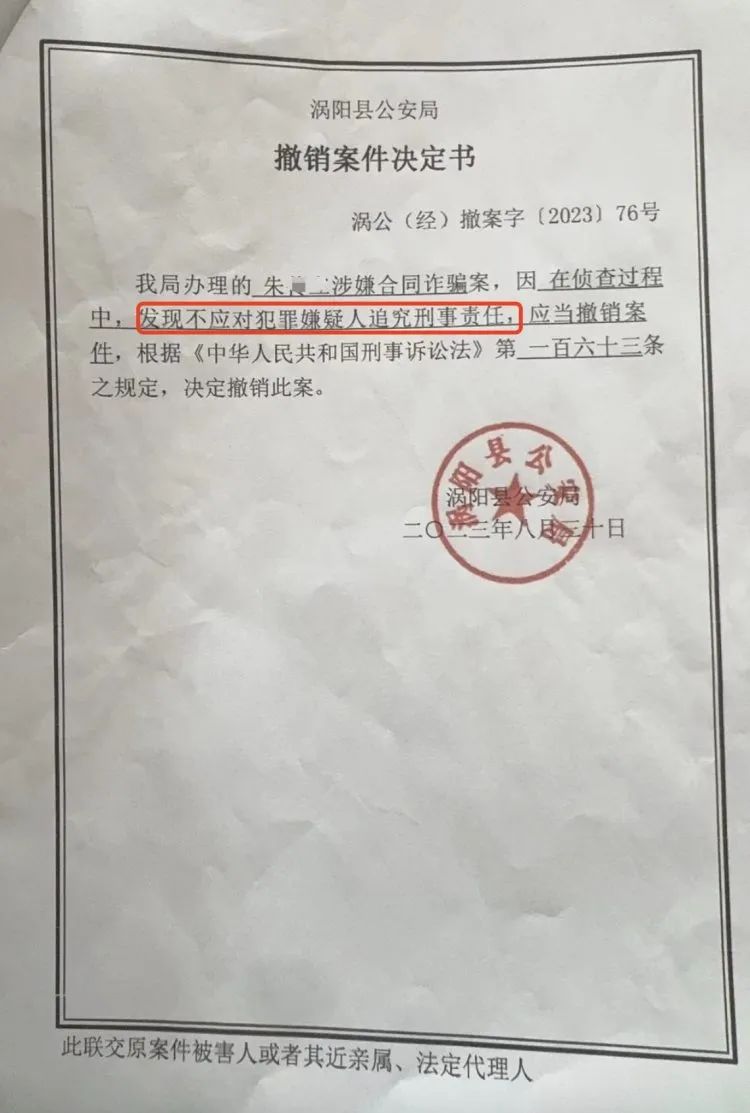 涡阳县公安局
撤销案件决定书
涡公（经）撤案字〔2023〕76号
我局办理的 朱 涉嫌合同诈骗案，因 在侦查过程
中，发现不应对犯罪嫌疑人追究刑事责任，应当撤销案
件，根据《中华人民共和国刑事诉讼法》第 一百六十三条
之规定，决定撤销此案。
涡阳县公安局
涡阳县公安局
二〇二三年八月三十日
此联交原案件被害人或者其近亲属、法定代理人